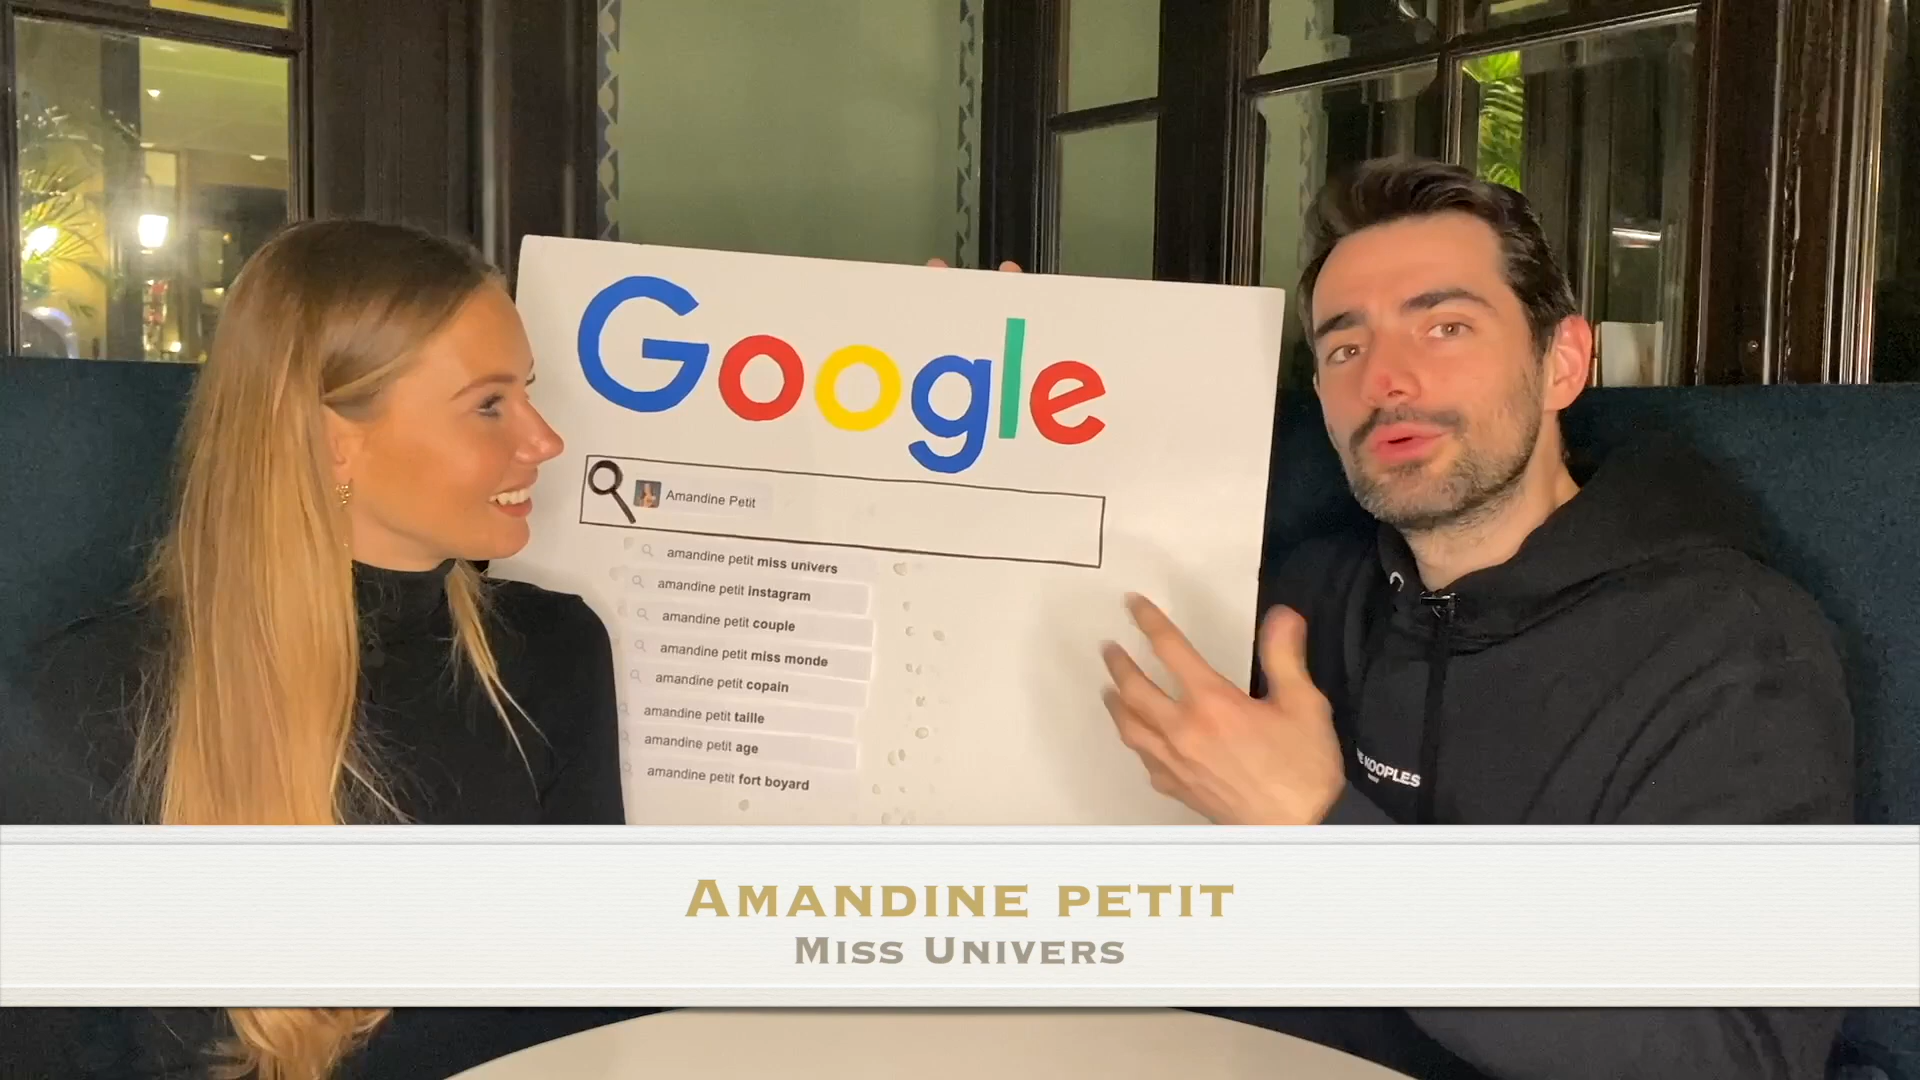 Google
Amandine Petit
amandine petit miss univers
amandine petit instagram
amandine petit couple
amandine petit miss monde
amandine petit copain
amandine petit taille
amandine petit age
amandine petit fort boyard
KOOPLES
AMANDINE PETIT
MISS UNIVERS